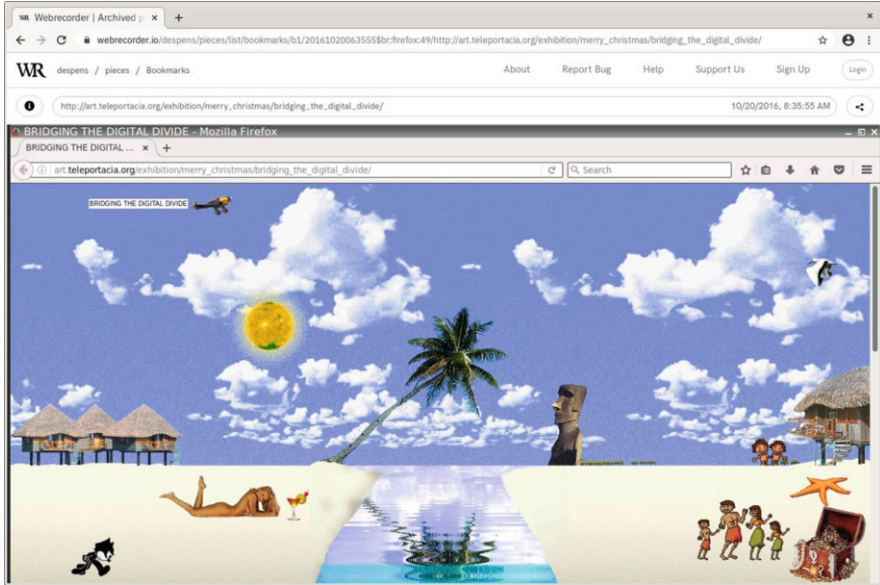 WR Webrecorder | Archived p
webrecorder.io/despens/pieces/list/bookmarks/b1/20161020063555$br:firefox:49/http://art.teleportacia.org/exhibition/merry_christmas/bridging_the_digital_divide/
WR despens / pieces / Bookmarks About Report Bug Help Support Us Sign Up Login
http://art.teleportacia.org/exhibition/merry_christmas/bridging_the_digital_divide/ 10/20/2016, 8:35:55 AM
BRIDGING THE DIGITAL DIVIDE - Mozilla Firefox
BRIDGING THE DIGITAL ...
art.teleportacia.org/exhibition/merry_christmas/bridging_the_digital_divide/ Search
BRIDGING THE DIGITAL DIVIDE